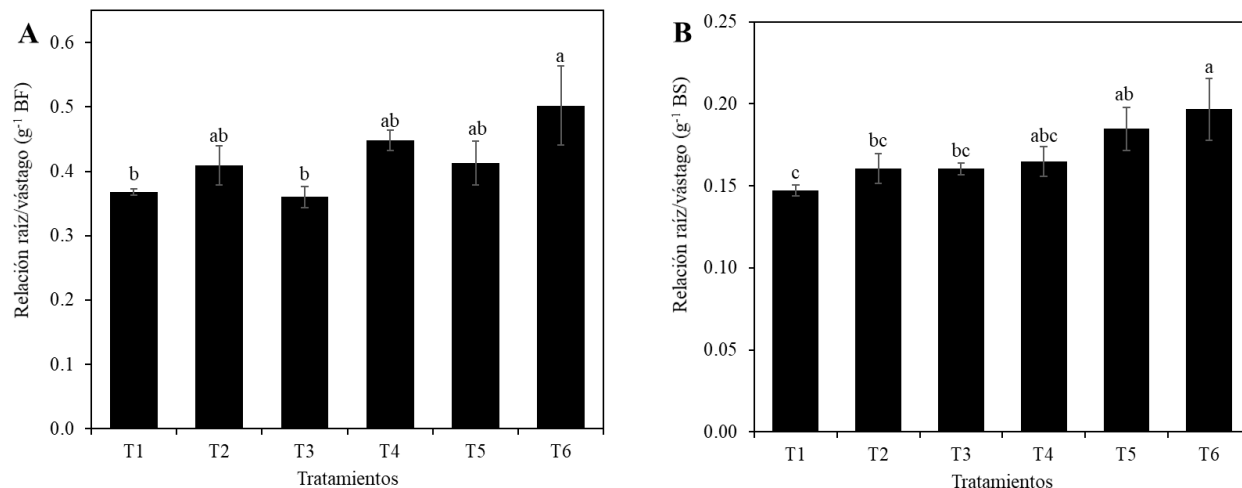 A
Relación raíz/vástago (g⁻¹ BF)
0.6
0.5
0.4
0.3
0.2
0.1
0.0
b
ab
b
ab
ab
a
T1 T2 T3 T4 T5 T6
Tratamientos
B
Relación raíz/vástago (g⁻¹ BS)
0.25
0.20
0.15
0.10
0.05
0.00
c
bc
bc
abc
ab
a
T1 T2 T3 T4 T5 T6
Tratamientos